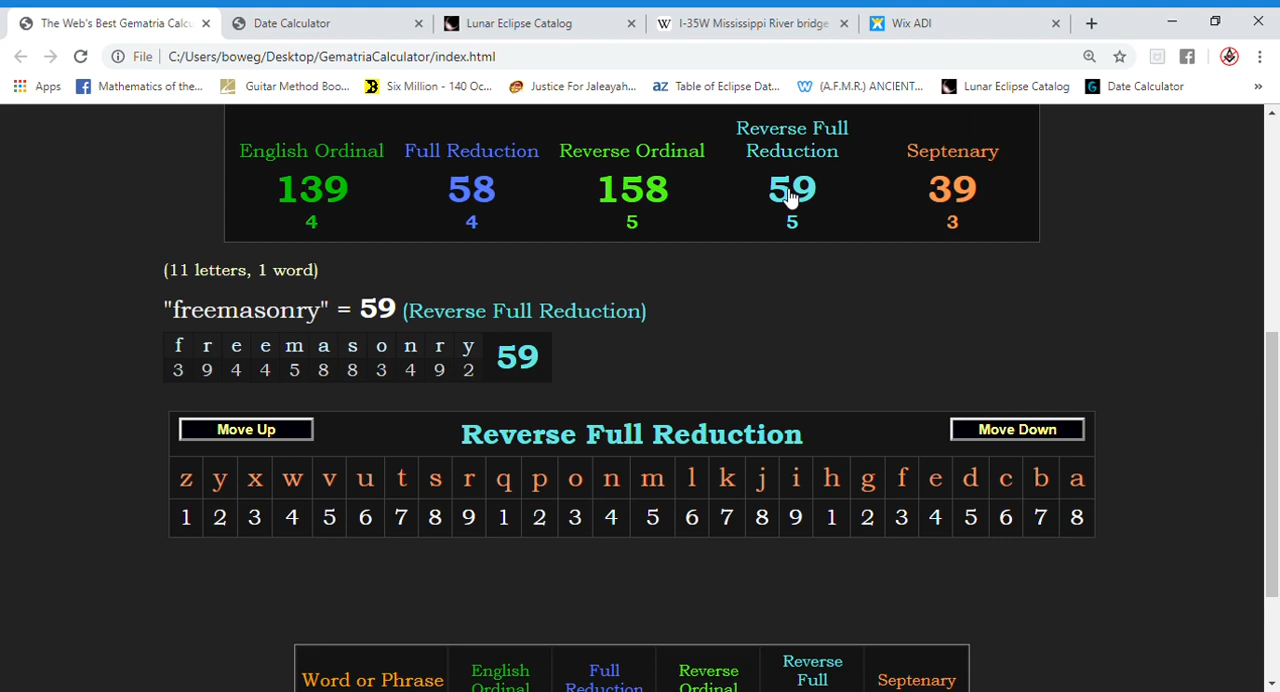 The Web's Best Gematria Calcu
Date Calculator
Lunar Eclipse Catalog
I-35W Mississippi River bridge
Wix ADI
File
C:/Users/boweg/Desktop/GematriaCalculator/index.html
Apps
Mathematics of the...
Guitar Method Boo...
Six Million - 140 Oc...
Justice For Jaleayah...
Table of Eclipse Dat...
(A.F.M.R.) ANCIENT...
Lunar Eclipse Catalog
Date Calculator
English Ordinal
Full Reduction
Reverse Ordinal
Reverse Full
Reduction
Septenary
139 58 158 59 39
4 4 5 5 3
(11 letters, 1 word)
"freemasonry" = 59 (Reverse Full Reduction)
f r e e m a s o n r y
3 9 4 4 5 8 8 3 4 9 2
59
Move Up
Reverse Full Reduction
Move Down
z y x w v u t s r q p o n m l k j i h g f e d c b a
1 2 3 4 5 6 7 8 9 1 2 3 4 5 6 7 8 9 1 2 3 4 5 6 7 8
Word or Phrase
English
Ordinal
Full
Reduction
Reverse
Ordinal
Reverse
Full
Septenary